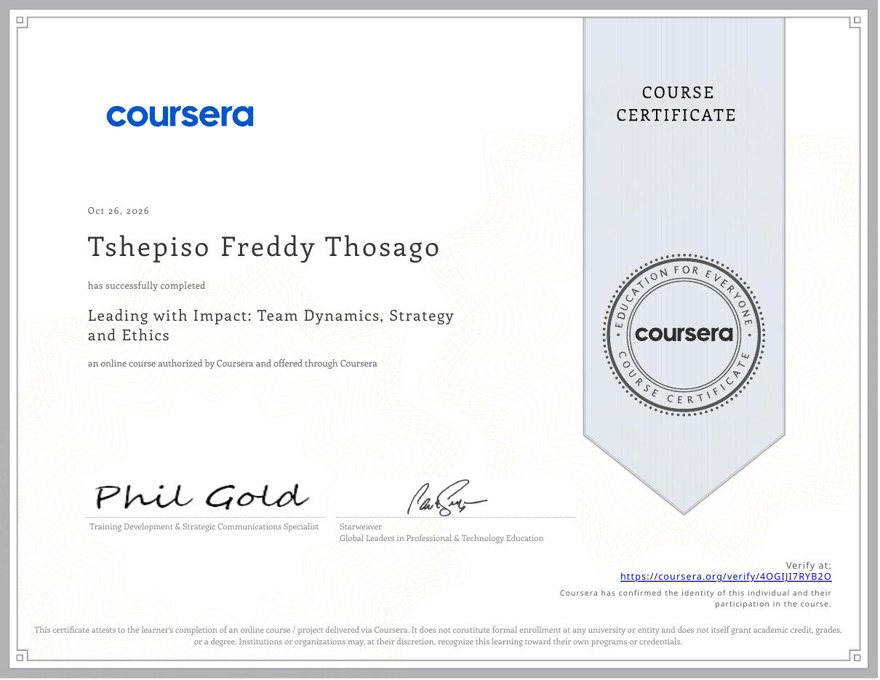 coursera
COURSE
CERTIFICATE
Oct 26, 2026
Tshepiso Freddy Thosago
has successfully completed
Leading with Impact: Team Dynamics, Strategy
and Ethics
an online course authorized by Coursera and offered through Coursera
EDUCATION FOR EVERYONE
coursera
COURSE CERTIFICATE
Phil Gold
Training Development & Strategic Communications Specialist
Starweaver
Global Leaders in Professional & Technology Education
Verify at:
https://coursera.org/verify/4OGIJI7RYB2O
Coursera has confirmed the identity of this individual and their
participation in the course.
This certificate attests to the learner's completion of an online course / project delivered via Coursera. It does not constitute formal enrollment at any university or entity and does not itself grant academic credit, grades,
or a degree. Institutions or organizations may, at their discretion, recognize this learning toward their own programs or credentials.